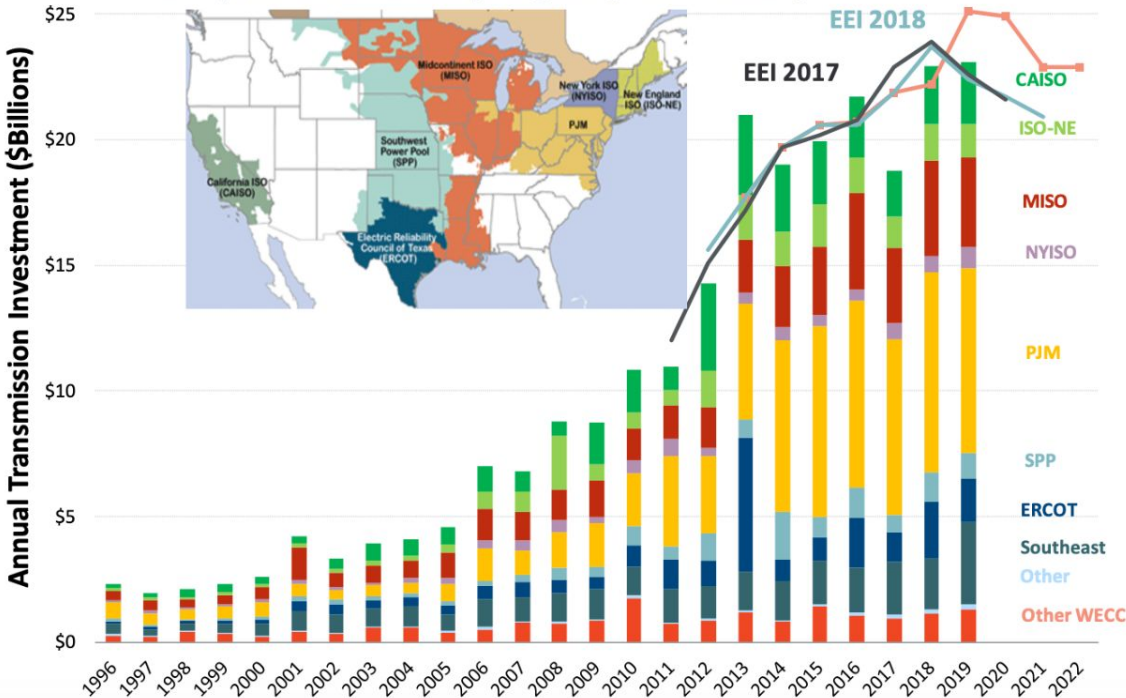 Annual Transmission Investment ($Billions)
$25
$20
$15
$10
$5
$0
Midcontinent ISO
(MISO)
New York ISO
(NYISO)
New England
ISO (ISO-NE)
PJM
Southwest
Power Pool
(SPP)
California ISO
(CAISO)
Electric Reliability
Council of Texas
(ERCOT)
EEI 2018
EEI 2017
CAISO
ISO-NE
MISO
NYISO
PJM
SPP
ERCOT
Southeast
Other
Other WECC
1996
1997
1998
1999
2000
2001
2002
2003
2004
2005
2006
2007
2008
2009
2010
2011
2012
2013
2014
2015
2016
2017
2018
2019
2020
2021
2022